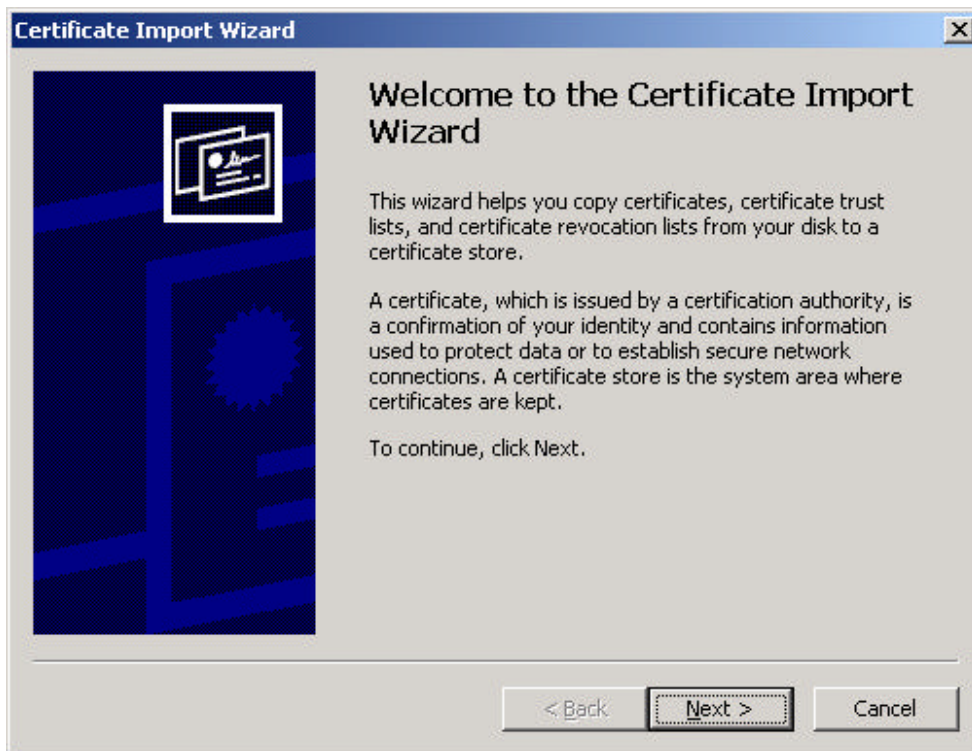 Certificate Import Wizard
Welcome to the Certificate Import
Wizard
This wizard helps you copy certificates, certificate trust
lists, and certificate revocation lists from your disk to a
certificate store.
A certificate, which is issued by a certification authority, is
a confirmation of your identity and contains information
used to protect data or to establish secure network
connections. A certificate store is the system area where
certificates are kept.
To continue, click Next.
< Back Next > Cancel